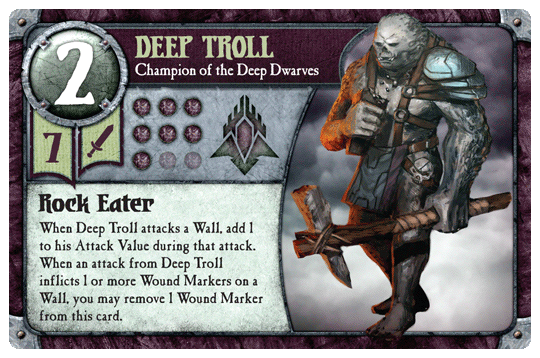 2
DEEP TROLL
Champion of the Deep Dwarves
7
Rock Eater
When Deep Troll attacks a Wall, add 1
to his Attack Value during that attack.
When an attack from Deep Troll
inflicts 1 or more Wound Markers on a
Wall, you may remove 1 Wound Marker
from this card.